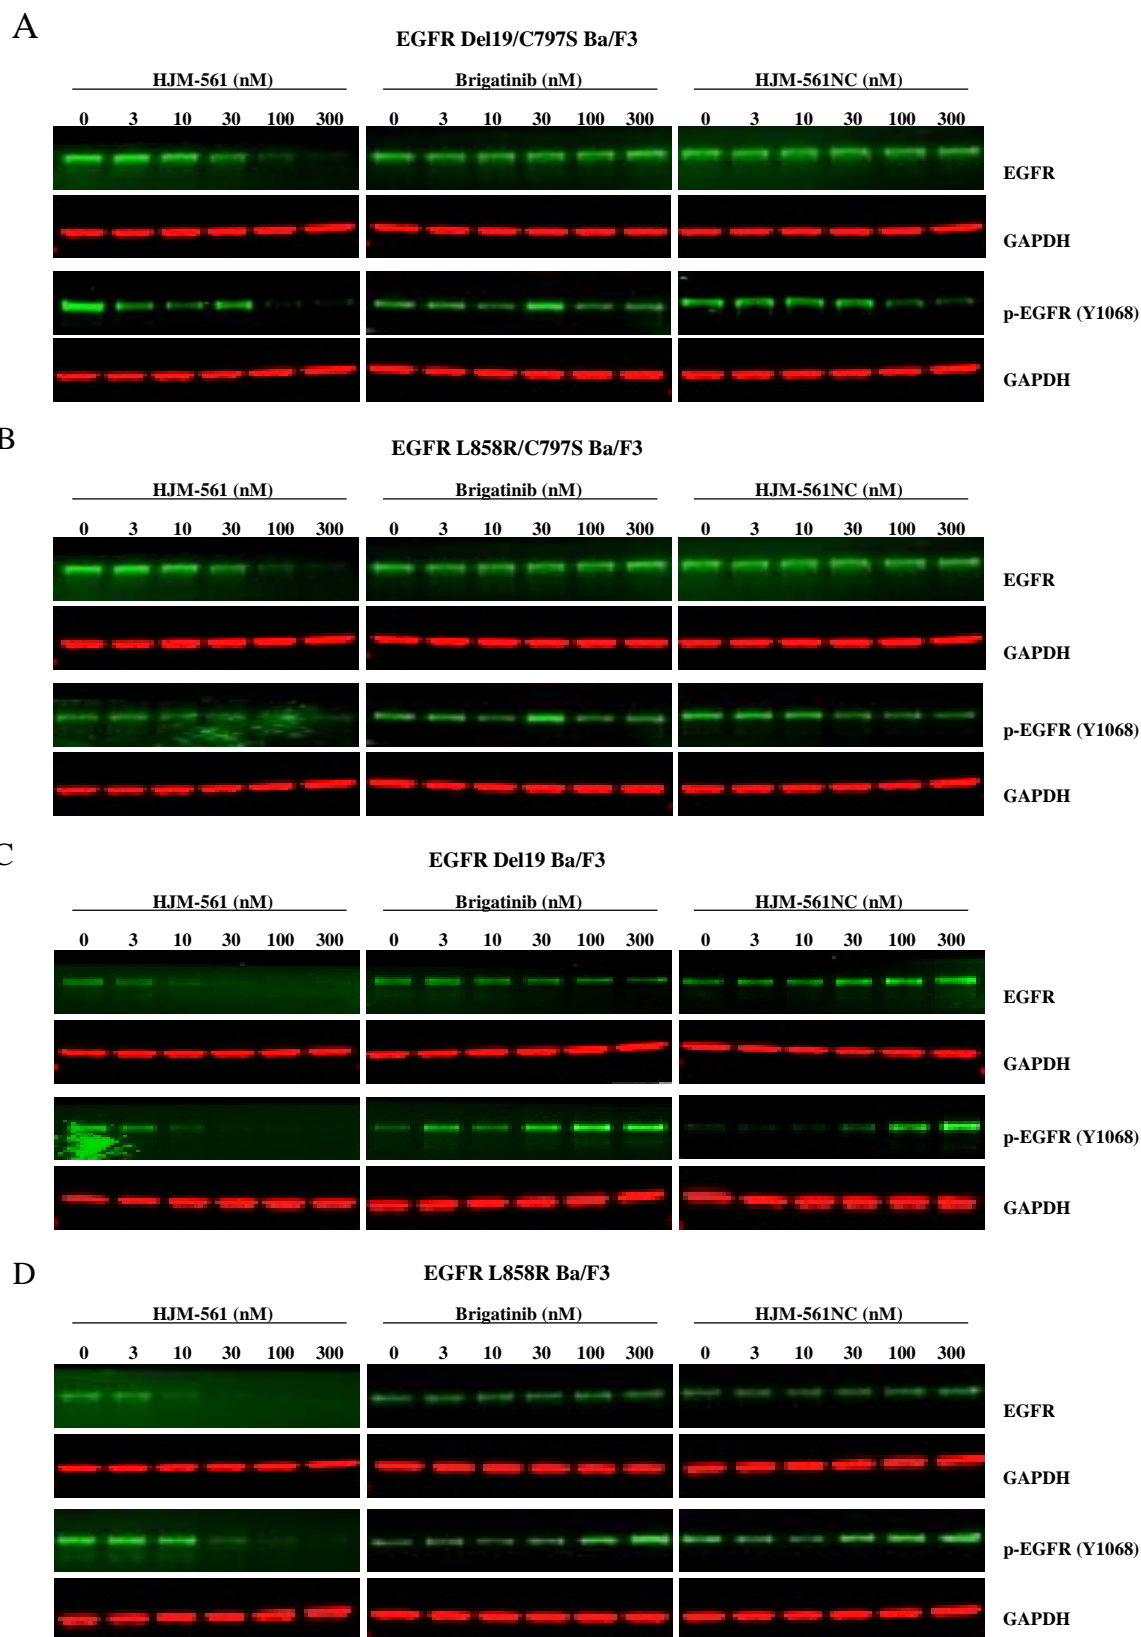 A
EGFR Del19/C797S Ba/F3
HJM-561 (nM) Brigatinib (nM) HJM-561NC (nM)
0 3 10 30 100 300 0 3 10 30 100 300 0 3 10 30 100 300
EGFR
GAPDH
p-EGFR (Y1068)
GAPDH
B
EGFR L858R/C797S Ba/F3
HJM-561 (nM) Brigatinib (nM) HJM-561NC (nM)
0 3 10 30 100 300 0 3 10 30 100 300 0 3 10 30 100 300
EGFR
GAPDH
p-EGFR (Y1068)
GAPDH
C
EGFR Del19 Ba/F3
HJM-561 (nM) Brigatinib (nM) HJM-561NC (nM)
0 3 10 30 100 300 0 3 10 30 100 300 0 3 10 30 100 300
EGFR
GAPDH
p-EGFR (Y1068)
GAPDH
D
EGFR L858R Ba/F3
HJM-561 (nM) Brigatinib (nM) HJM-561NC (nM)
0 3 10 30 100 300 0 3 10 30 100 300 0 3 10 30 100 300
EGFR
GAPDH
p-EGFR (Y1068)
GAPDH